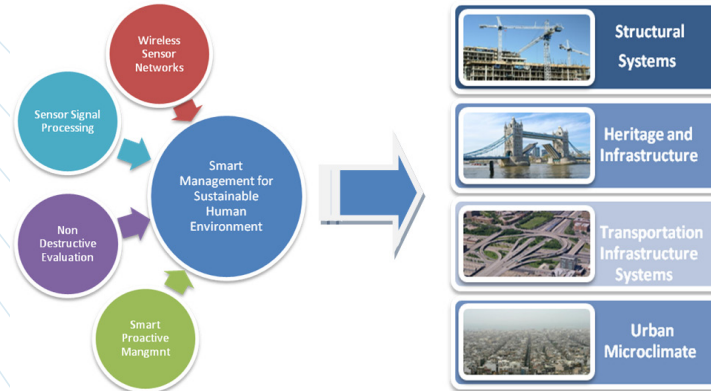 Wireless
Sensor
Networks
Sensor Signal
Processing
Non
Destructive
Evaluation
Smart
Proactive
Mangmnt
Smart
Management for
Sustainable
Human
Environment
Structural
Systems
Heritage and
Infrastructure
Transportation
Infrastructure
Systems
Urban
Microclimate